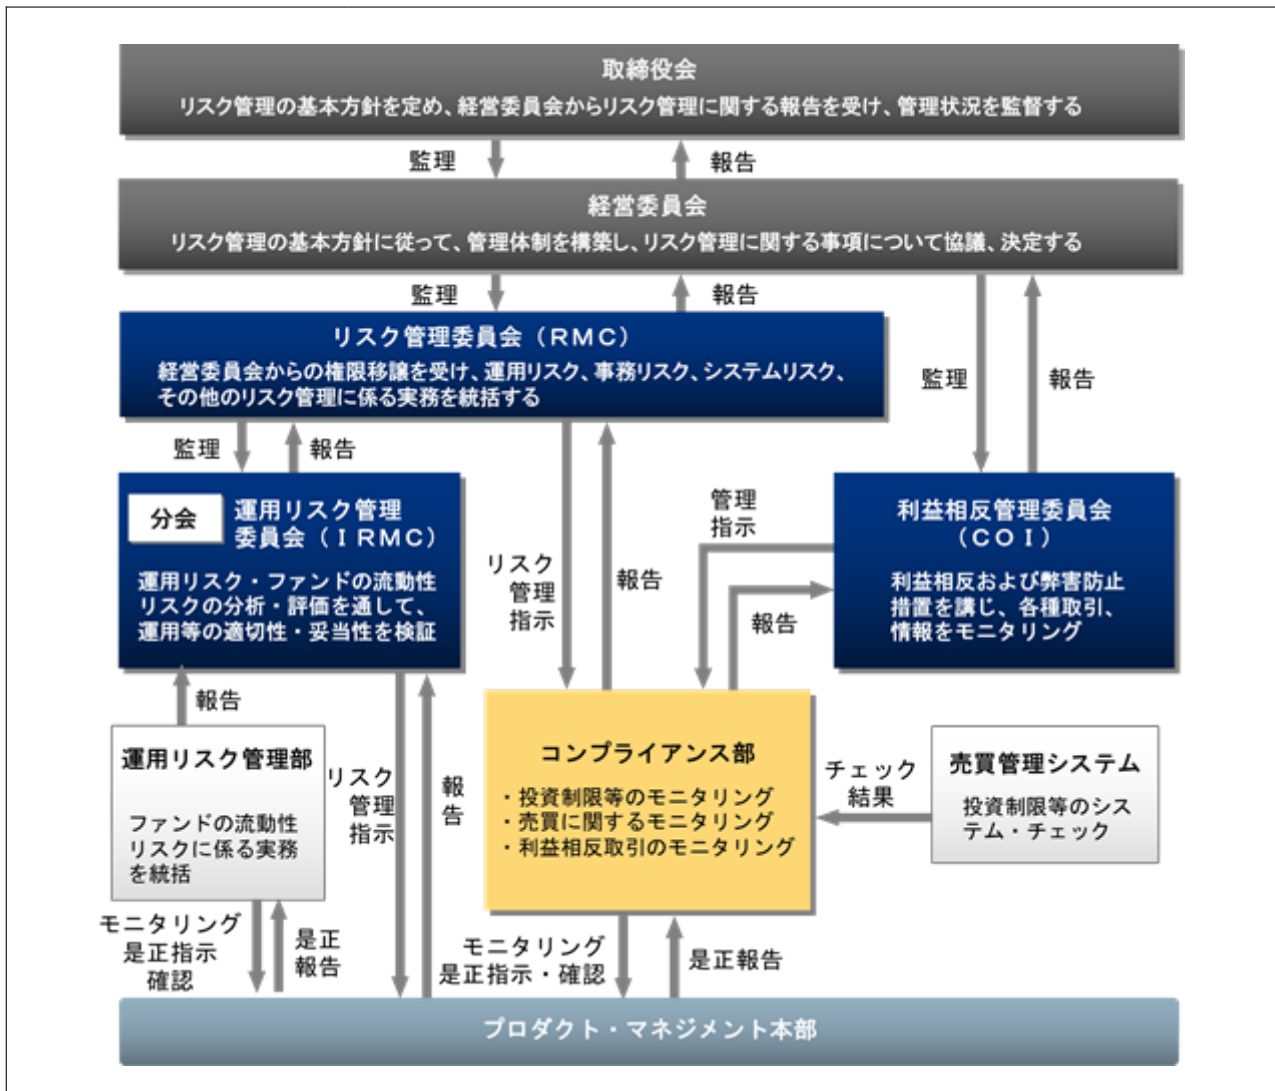 取締役会
リスク管理の基本方針を定め、経営委員会からリスク管理に関する報告を受け、管理状況を監督する
監理
報告
経営委員会
リスク管理の基本方針に従って、管理体制を構築し、リスク管理に関する事項について協議、決定する
監理
報告
リスク管理委員会（ＲＭＣ）
経営委員会からの権限移譲を受け、運用リスク、事務リスク、システムリスク、
その他のリスク管理に係る実務を統括する
監理
報告
監理
報告
分会
運用リスク管理
委員会（ＩＲＭＣ）
運用リスク・ファンドの流動性
リスクの分析・評価を通して、
運用等の適切性・妥当性を検証
リスク
管理
指示
報告
管理
指示
報告
利益相反管理委員会
（ＣＯＩ）
利益相反および弊害防止
措置を講じ、各種取引、
情報をモニタリング
報告
運用リスク管理部
ファンドの流動性
リスクに係る実務
を統括
リスク
管理
指示
報告
コンプライアンス部
・投資制限等のモニタリング
・売買に関するモニタリング
・利益相反取引のモニタリング
チェック
結果
売買管理システム
投資制限等のシス
テム・チェック
モニタリング
是正指示
確認
是正
報告
モニタリング
是正指示・確認
是正報告
プロダクト・マネジメント本部